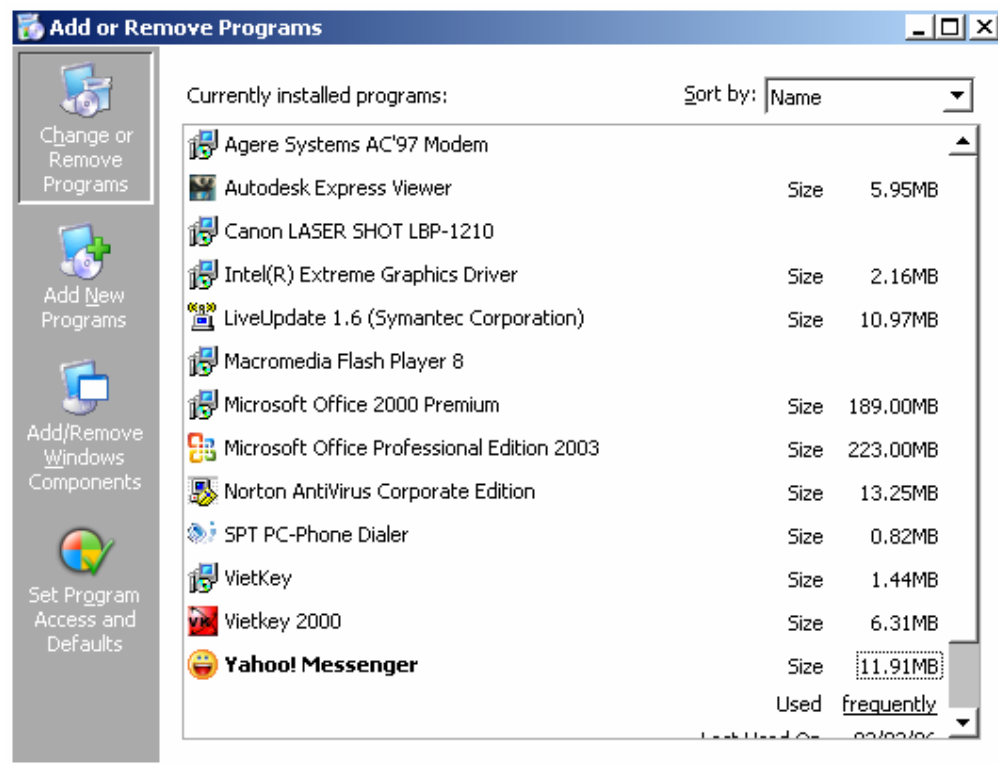 Add or Remove Programs
Change or
Remove
Programs
Add New
Programs
Add/Remove
Windows
Components
Set Program
Access and
Defaults
Currently installed programs: Sort by: Name
Agere Systems AC'97 Modem
Autodesk Express Viewer Size 5.95MB
Canon LASER SHOT LBP-1210
Intel(R) Extreme Graphics Driver Size 2.16MB
LiveUpdate 1.6 (Symantec Corporation) Size 10.97MB
Macromedia Flash Player 8
Microsoft Office 2000 Premium Size 189.00MB
Microsoft Office Professional Edition 2003 Size 223.00MB
Norton AntiVirus Corporate Edition Size 13.25MB
SPT PC-Phone Dialer Size 0.82MB
VietKey Size 1.44MB
Vietkey 2000 Size 6.31MB
Yahoo! Messenger Size 11.91MB
Used frequently
Last Used On